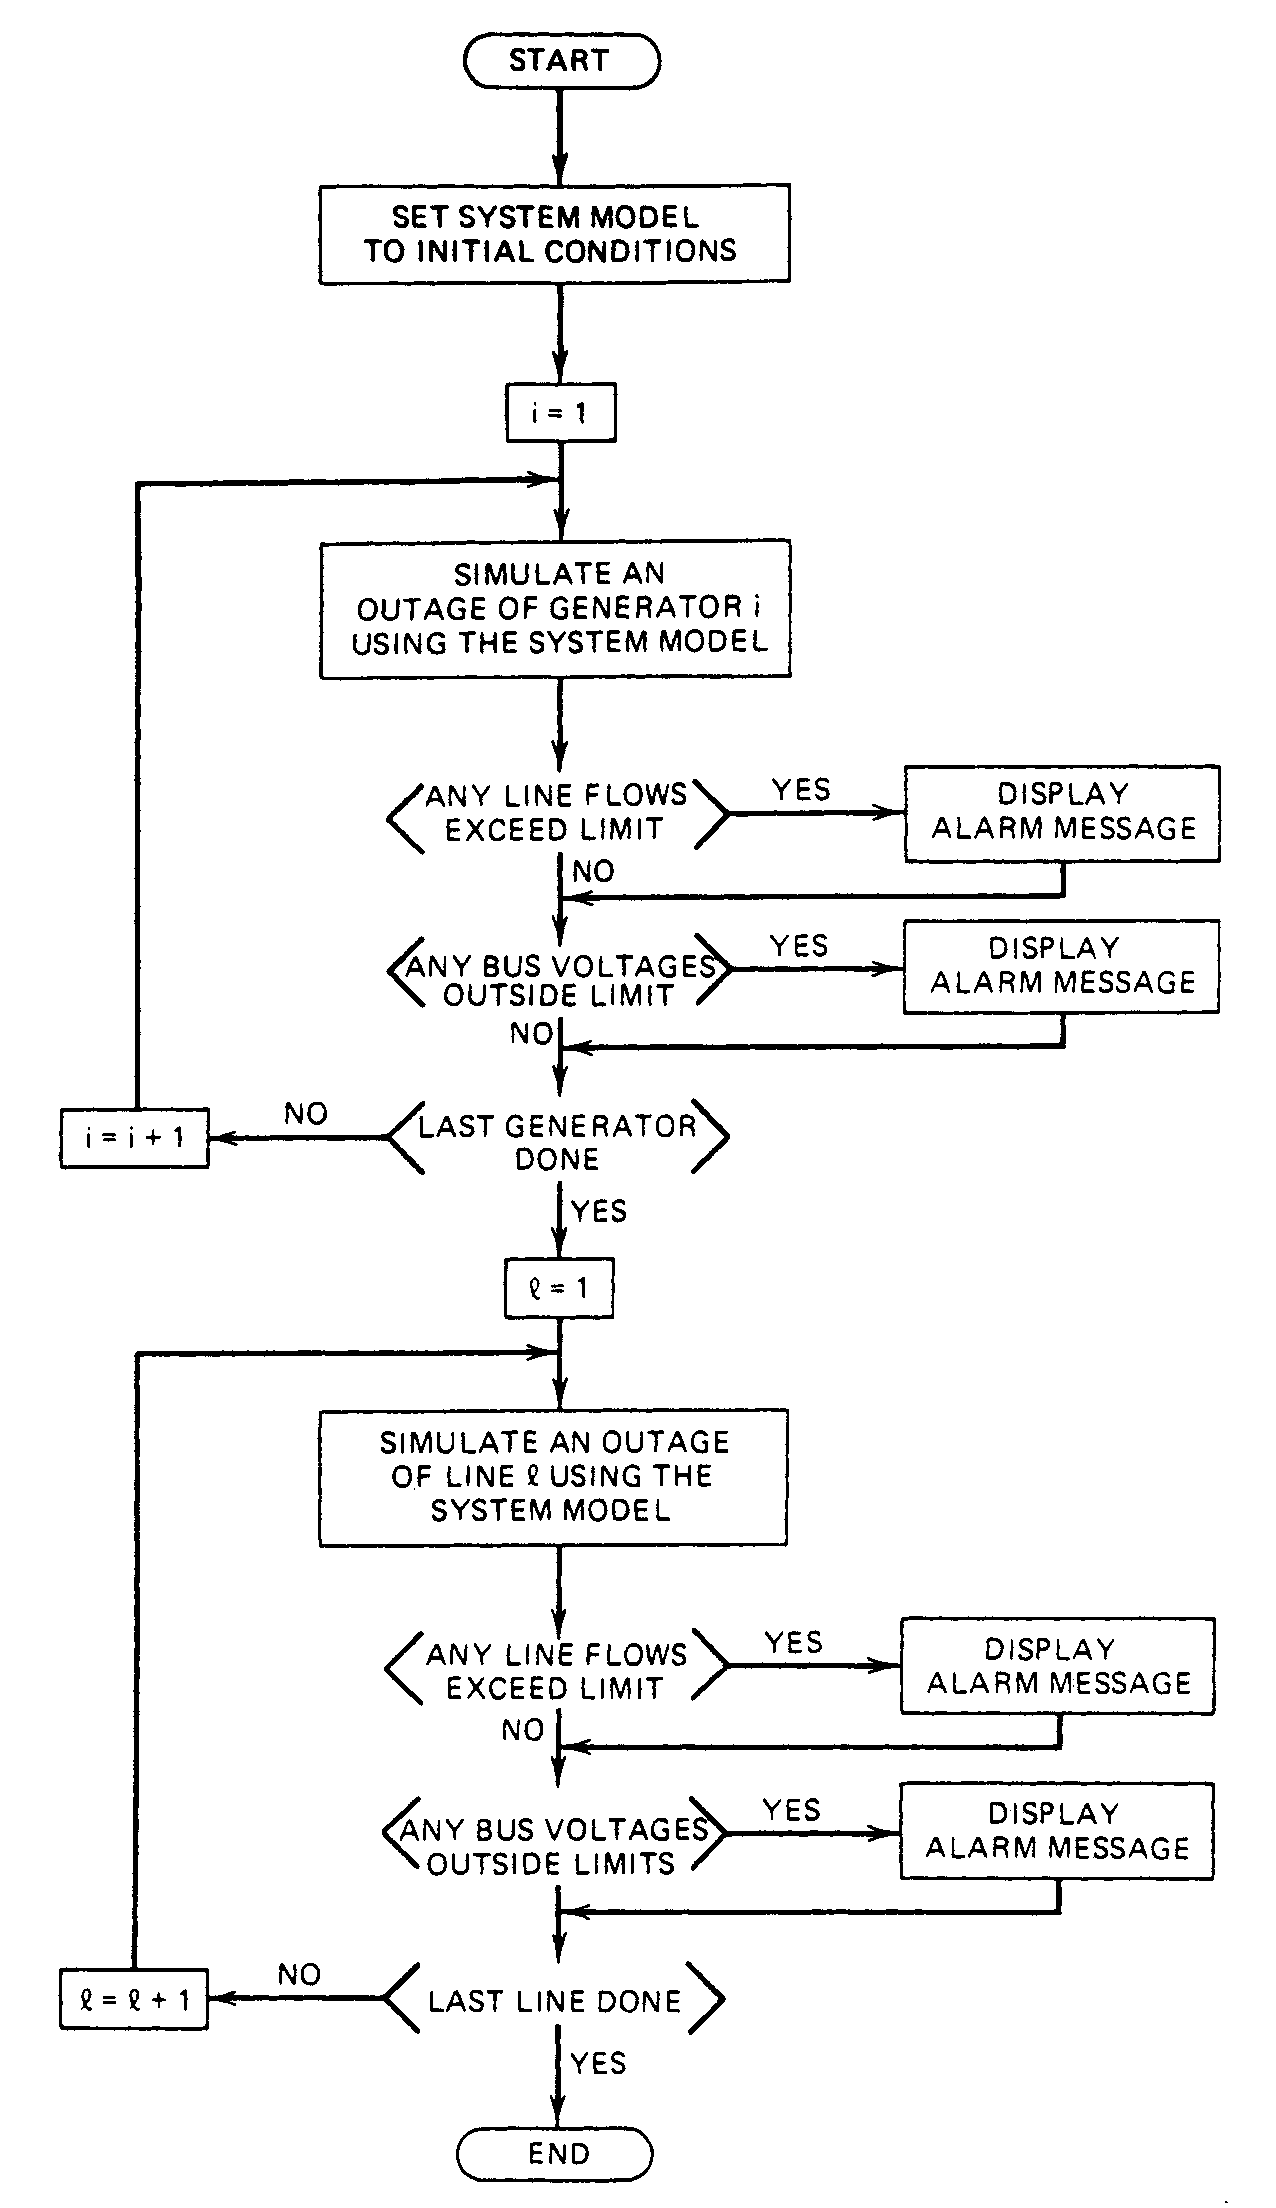 START
SET SYSTEM MODEL
TO INITIAL CONDITIONS
i = 1
SIMULATE AN
OUTAGE OF GENERATOR i
USING THE SYSTEM MODEL
ANY LINE FLOWS
EXCEED LIMIT
YES
DISPLAY
ALARM MESSAGE
NO
ANY BUS VOLTAGES
OUTSIDE LIMIT
YES
DISPLAY
ALARM MESSAGE
NO
LAST GENERATOR
DONE
NO
i = i + 1
YES
ℓ = 1
SIMULATE AN OUTAGE
OF LINE ℓ USING THE
SYSTEM MODEL
ANY LINE FLOWS
EXCEED LIMIT
YES
DISPLAY
ALARM MESSAGE
NO
ANY BUS VOLTAGES
OUTSIDE LIMITS
YES
DISPLAY
ALARM MESSAGE
LAST LINE DONE
NO
ℓ = ℓ + 1
YES
END